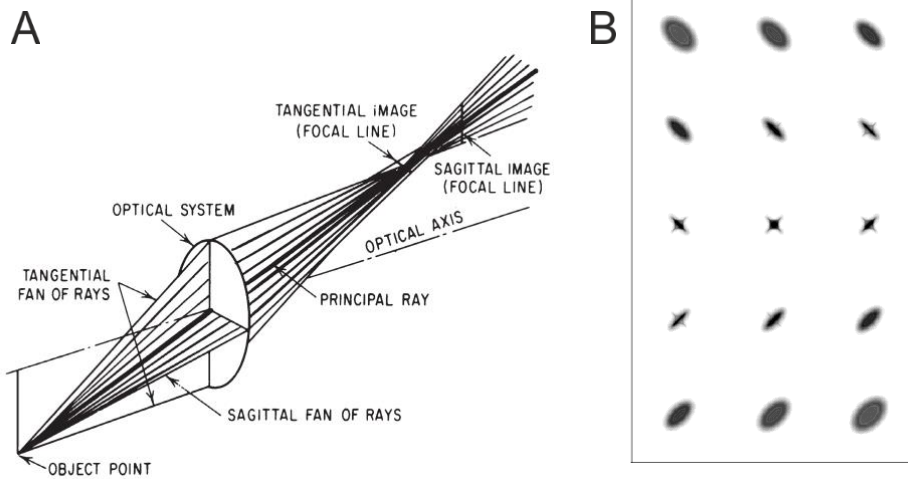 A
B
TANGENTIAL IMAGE
(FOCAL LINE)
SAGITTAL IMAGE
(FOCAL LINE)
OPTICAL SYSTEM
OPTICAL AXIS
TANGENTIAL
FAN OF RAYS
PRINCIPAL RAY
SAGITTAL FAN OF RAYS
OBJECT POINT